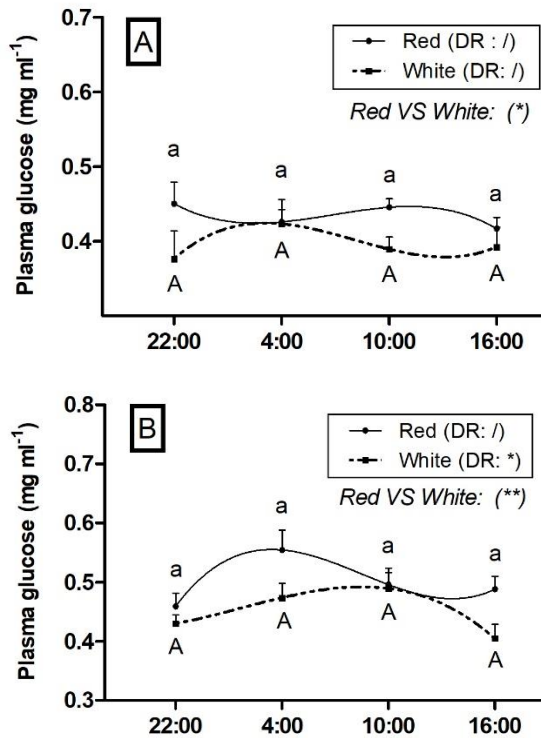 Plasma glucose (mg ml-1)
0.7
0.6
0.5
0.4
A
Red (DR : /)
White (DR: /)
Red VS White: (*)
a a a a
A A A A
22:00 4:00 10:00 16:00
Plasma glucose (mg ml-1)
0.8
0.7
0.6
0.5
0.4
0.3
B
Red (DR: /)
White (DR: *)
Red VS White: (**)
a a a a
A A A A
22:00 4:00 10:00 16:00